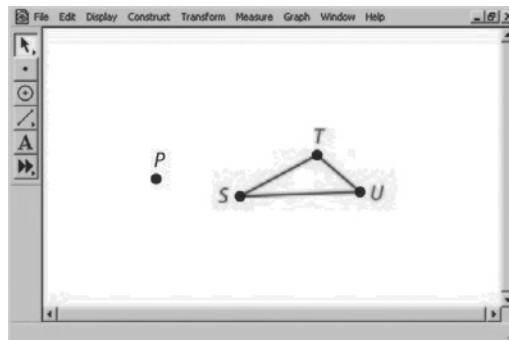 File Edit Display Construct Transform Measure Graph Window Help
A
T
P
S
U